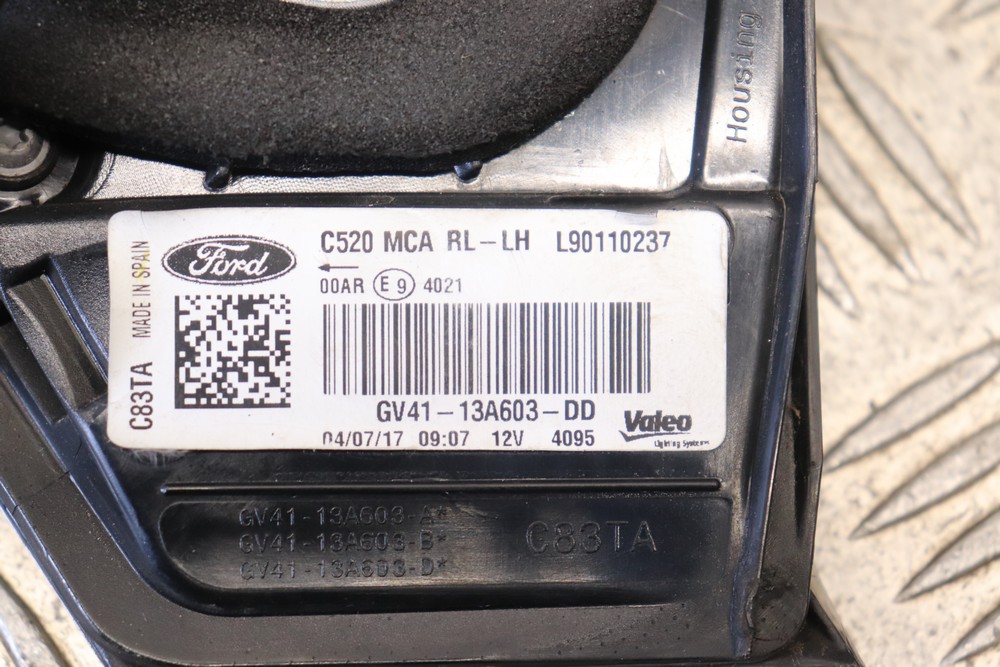 Housing
Ford
MADE IN SPAIN
C83TA
C520 MCA RL-LH L90110237
00AR E9 4021
GV41-13A603-DD
04/07/17 09:07 12V 4095
Valeo
Lighting Systems
GV41-13A603-A*
GV41-13A603-B*
GV41-13A603-D*
C83TA